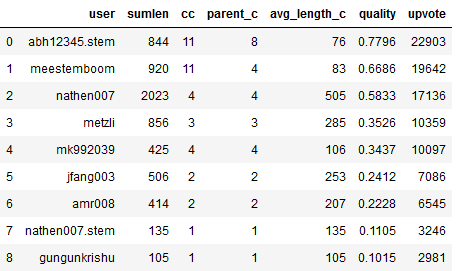 user sumlen cc parent_c avg_length_c quality upvote
0 abh12345.stem 844 11 8 76 0.7796 22903
1 meestemboom 920 11 4 83 0.6686 19642
2 nathen007 2023 4 4 505 0.5833 17136
3 metzli 856 3 3 285 0.3526 10359
4 mk992039 425 4 4 106 0.3437 10097
5 jfang003 506 2 2 253 0.2412 7086
6 amr008 414 2 2 207 0.2228 6545
7 nathen007.stem 135 1 1 135 0.1105 3246
8 gungunkrishu 105 1 1 105 0.1015 2981